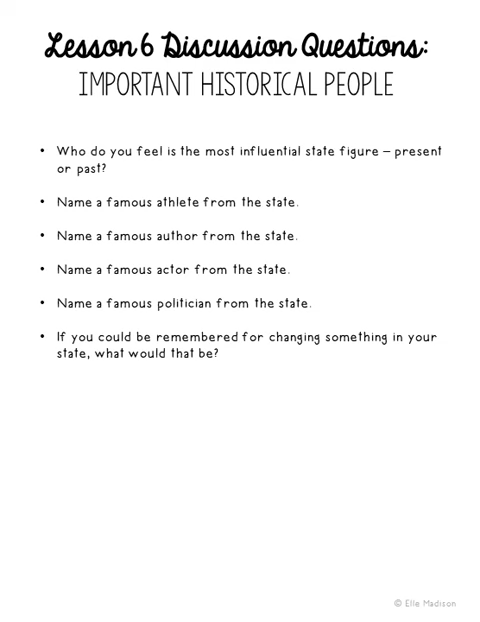 Lesson 6 Discussion Questions:
IMPORTANT HISTORICAL PEOPLE
• Who do you feel is the most influential state figure – present
or past?
• Name a famous athlete from the state.
• Name a famous author from the state.
• Name a famous actor from the state.
• Name a famous politician from the state.
• If you could be remembered for changing something in your
state, what would that be?
© Elle Madison